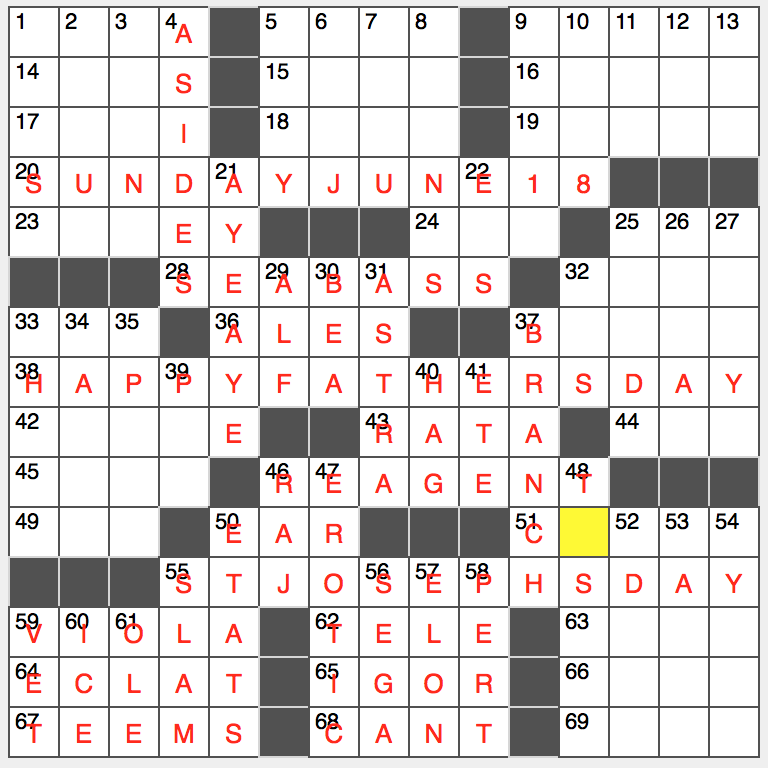 1 2 3 4 A 5 6 7 8 9 10 11 12 13
14 S 15 16
17 I 18 19
20 S U N D 21 A Y J U N 22 E 1 8
23 E Y 24 25 26 27
28 S E 29 A 30 B 31 A S S 32
33 34 35 36 A L E S 37 B
38 H A P 39 P Y F A T 40 H 41 E R S D A Y
42 E 43 R A T A 44
45 46 R 47 E A G E N 48 T
49 50 E A R 51 C 52 53 54
55 S T J O 56 S 57 E 58 P H S D A Y
59 V 60 I 61 O L A 62 T E L E 63
64 E C L A T 65 I G O R 66
67 T E E M S 68 C A N T 69